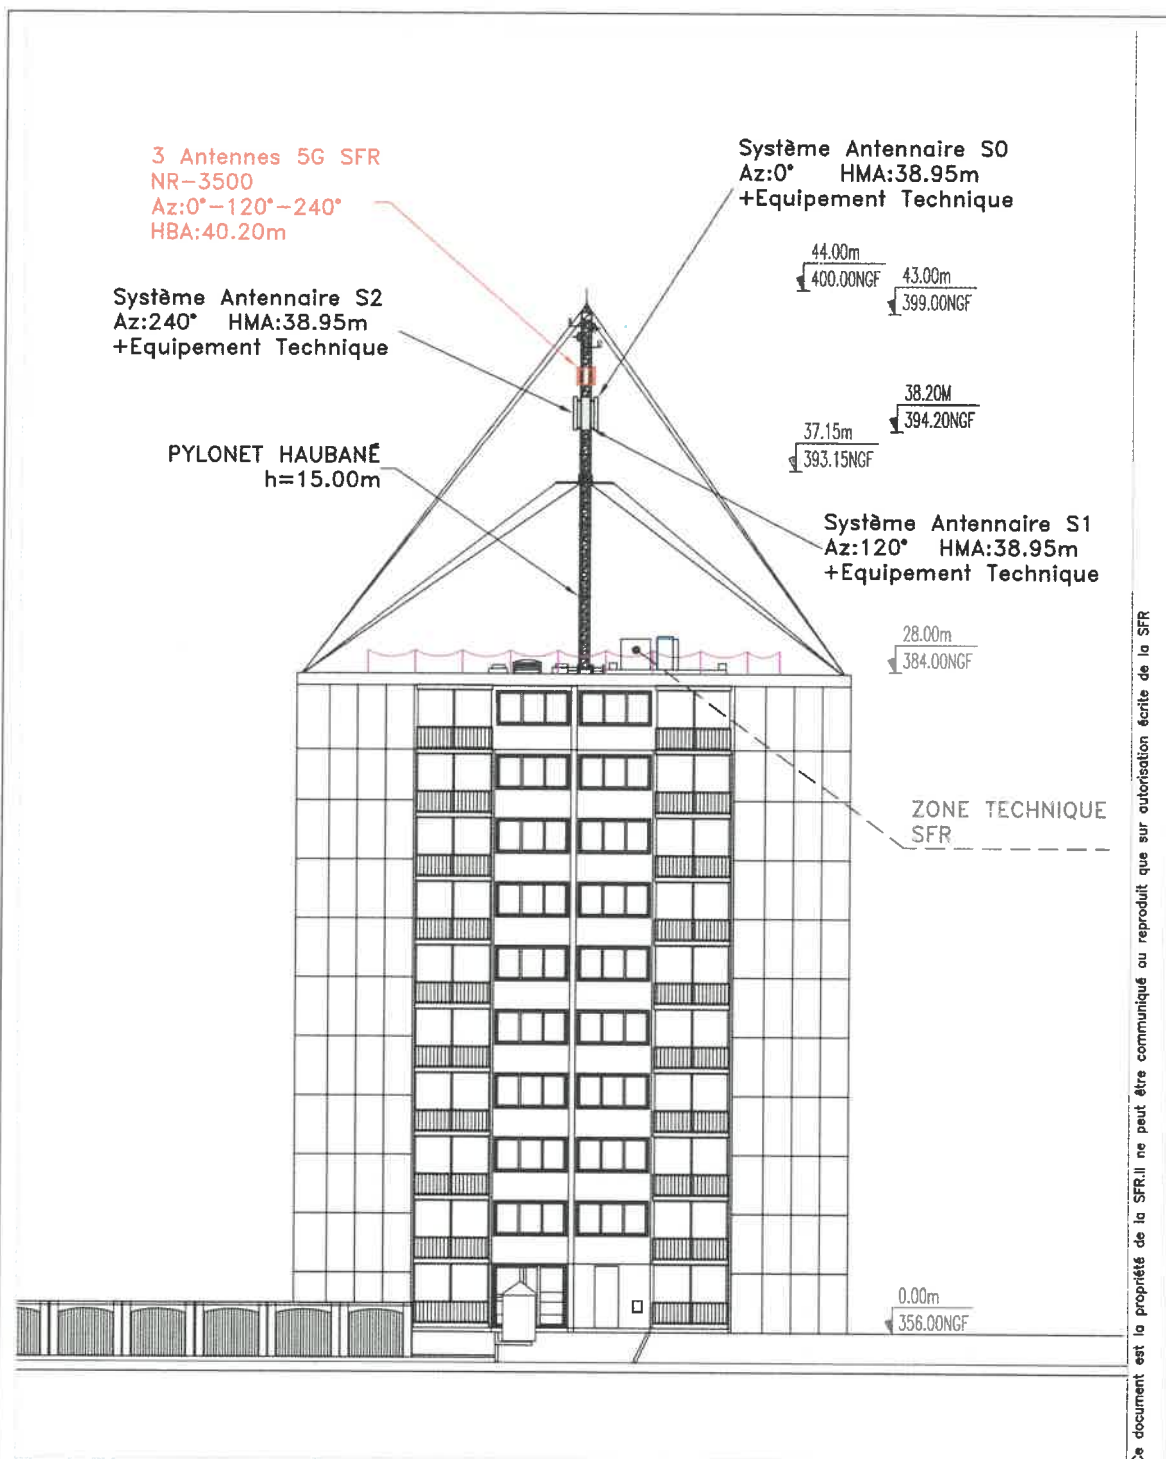 3 Antennes 5G SFR
NR-3500
Az:0°-120°-240°
HBA:40.20m
Système Antennaire S0
Az:0° HMA:38.95m
+Equipement Technique
44.00m
400.00NGF
43.00m
399.00NGF
Système Antennaire S2
Az:240° HMA:38.95m
+Equipement Technique
38.20M
394.20NGF
37.15m
393.15NGF
PYLONET HAUBANÉ
h=15.00m
Système Antennaire S1
Az:120° HMA:38.95m
+Equipement Technique
28.00m
384.00NGF
ZONE TECHNIQUE
SFR
0.00m
356.00NGF
Ce document est la propriété de la SFR.Il ne peut être communiqué ou reproduit que sur autorisation écrite de la SFR